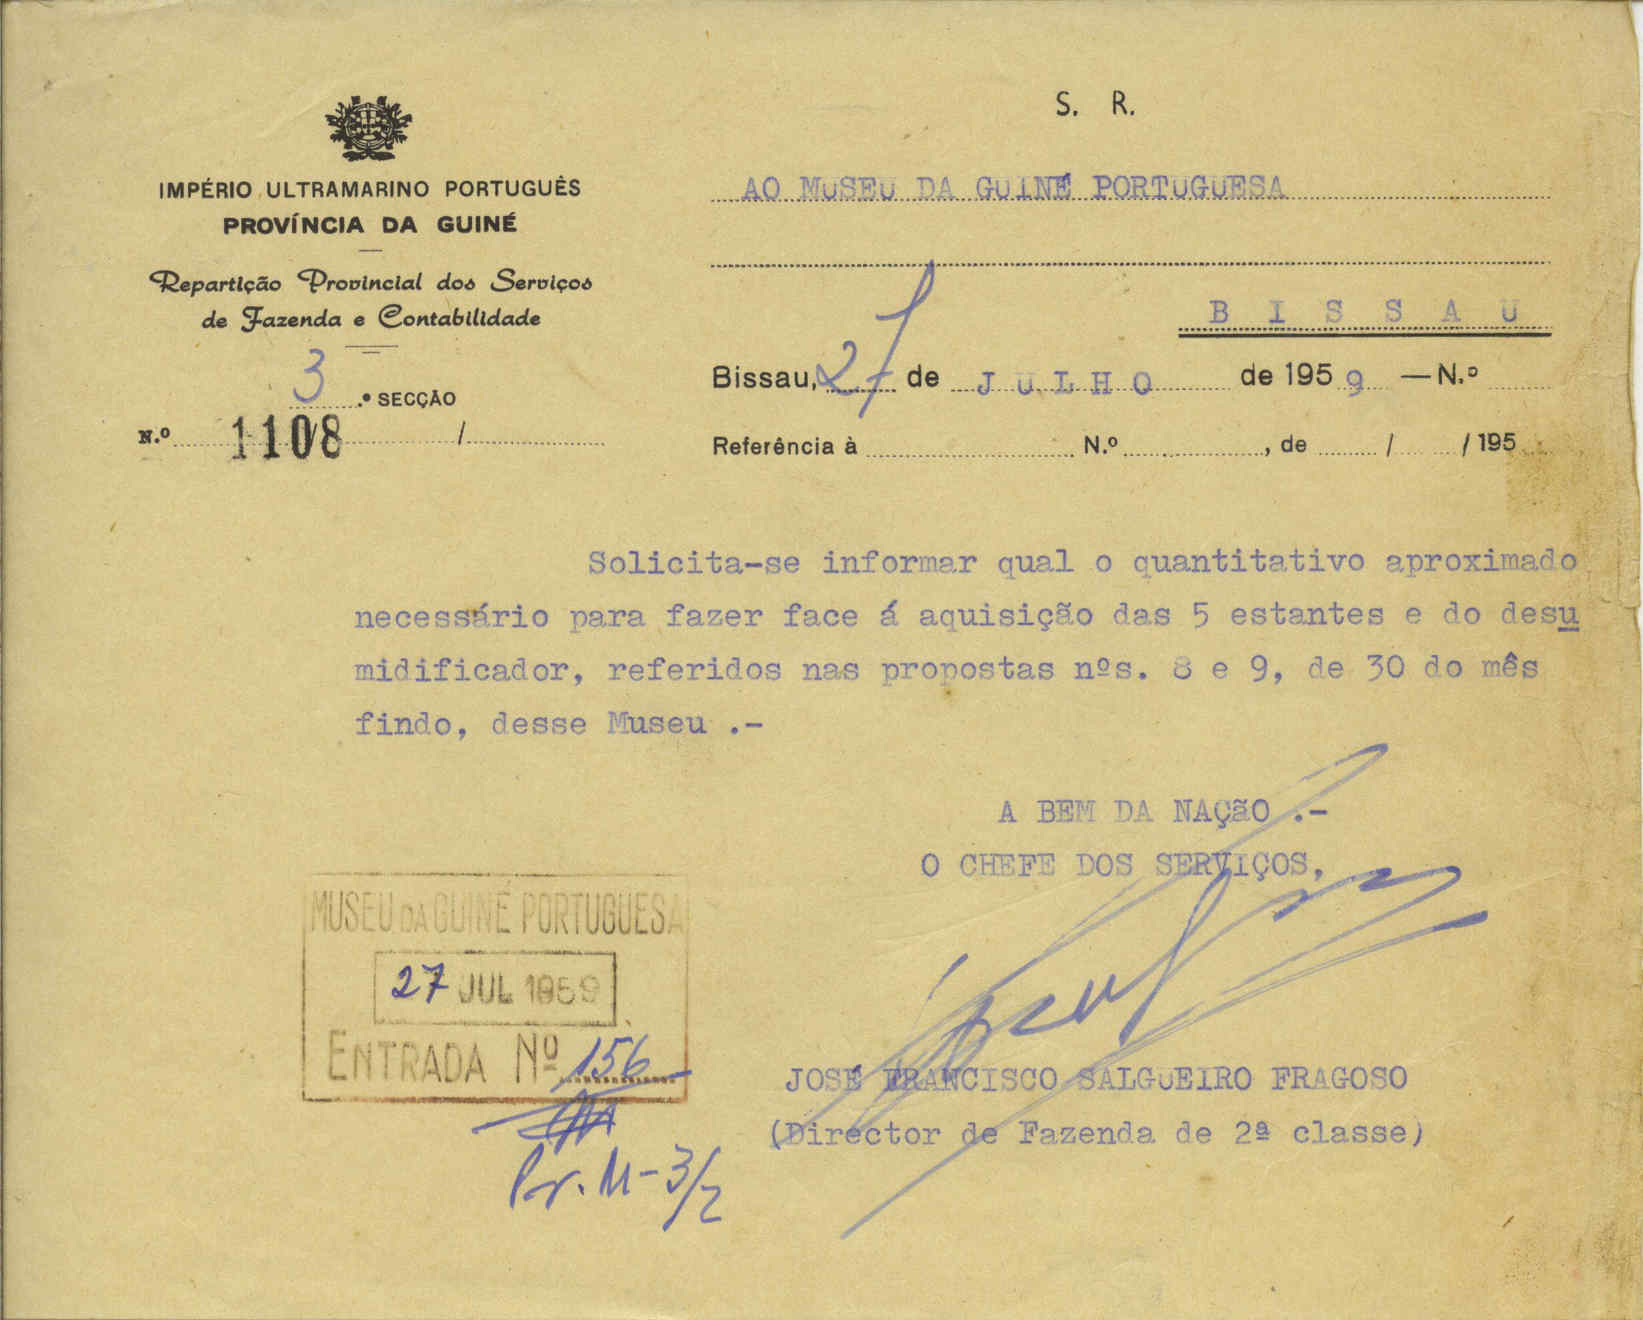 S. R.
IMPÉRIO ULTRAMARINO PORTUGUÊS
PROVÍNCIA DA GUINÉ
Repartição Provincial dos Serviços
de Fazenda e Contabilidade
3.ª SECÇÃO
N.º 1108 /
AO MUSEU DA GUINÉ PORTUGUESA
B I S S A U
Bissau, 27 de J U L H O de 1959 — N.º
Referência à N.º , de / / 195
Solicita-se informar qual o quantitativo aproximado
necessário para fazer face á aquisição das 5 estantes e do desu
midificador, referidos nas propostas nºs. 8 e 9, de 30 do mês
findo, desse Museu .-
A BEM DA NAÇÃO .-
O CHEFE DOS SERVIÇOS,
JOSÉ FRANCISCO SALGUEIRO FRAGOSO
(Director de Fazenda de 2ª classe)
MUSEU DA GUINÉ PORTUGUESA
27 JUL 1959
ENTRADA Nº 156
Pr. M-3/2